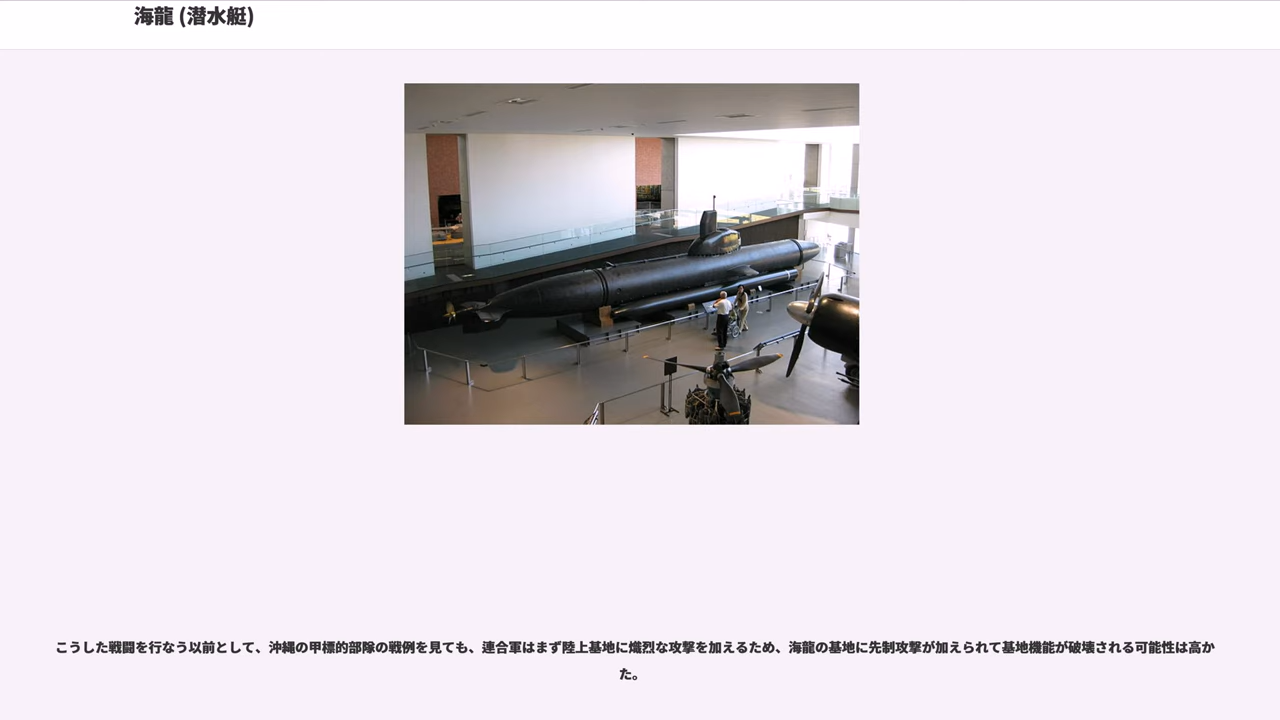 海龍 (潜水艇)
こうした戦闘を行なう以前として、沖縄の甲標的部隊の戦例を見ても、連合軍はまず陸上基地に熾烈な攻撃を加えるため、海龍の基地に先制攻撃が加えられて基地機能が破壊される可能性は高か
た。